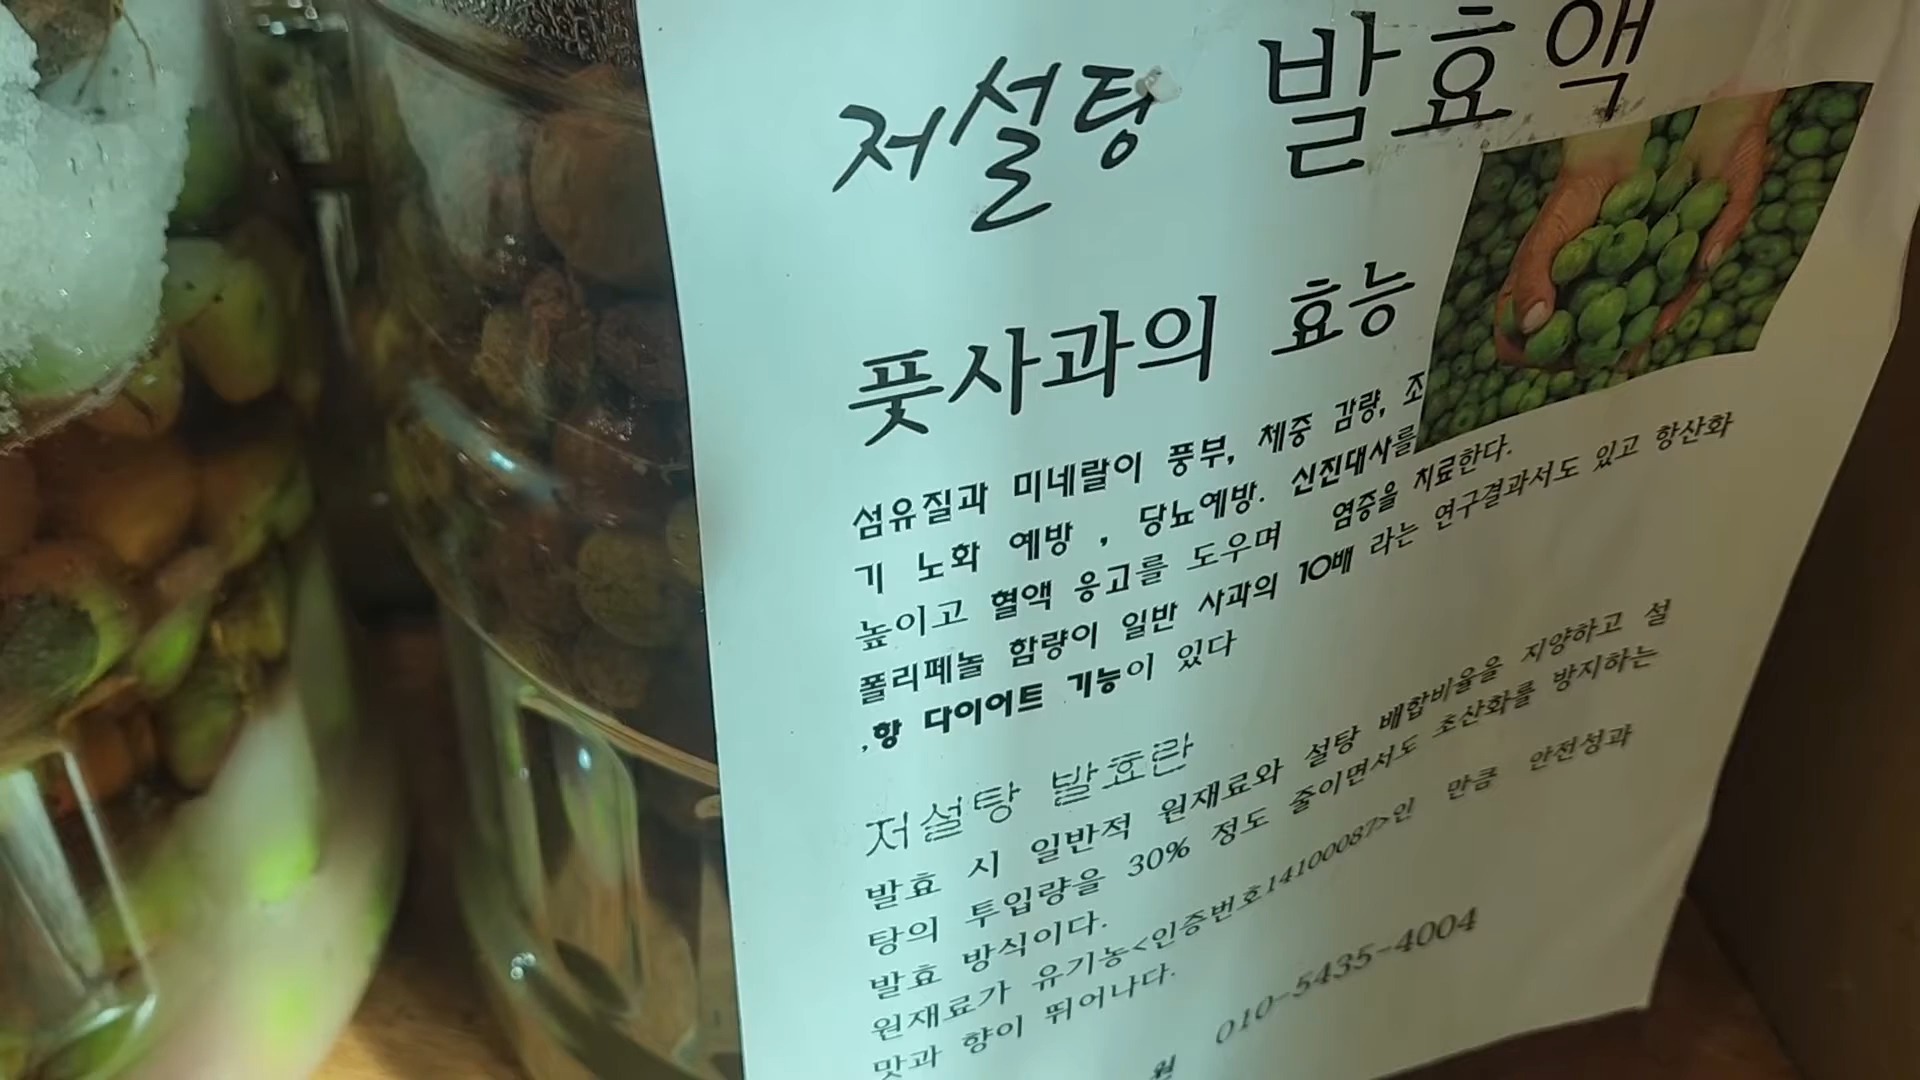 저설탕 발효액
풋사과의 효능
섬유질과 미네랄이 풍부, 체중 감량, 조
기 노화 예방 , 당뇨예방. 신진대사를
높이고 혈액 응고를 도우며 염증을 치료한다.
폴리페놀 함량이 일반 사과의 10배 라는 연구결과서도 있고 항산화
,항 다이어트 기능이 있다
저설탕 발효란
발효 시 일반적 원재료와 설탕 배합비율을 지양하고 설
탕의 투입량을 30% 정도 줄이면서도 초산화를 방지하는
발효 방식이다.
원재료가 유기농<인증번호14100087>인 만큼 안전성과
맛과 향이 뛰어나다.
원 010-5435-4004